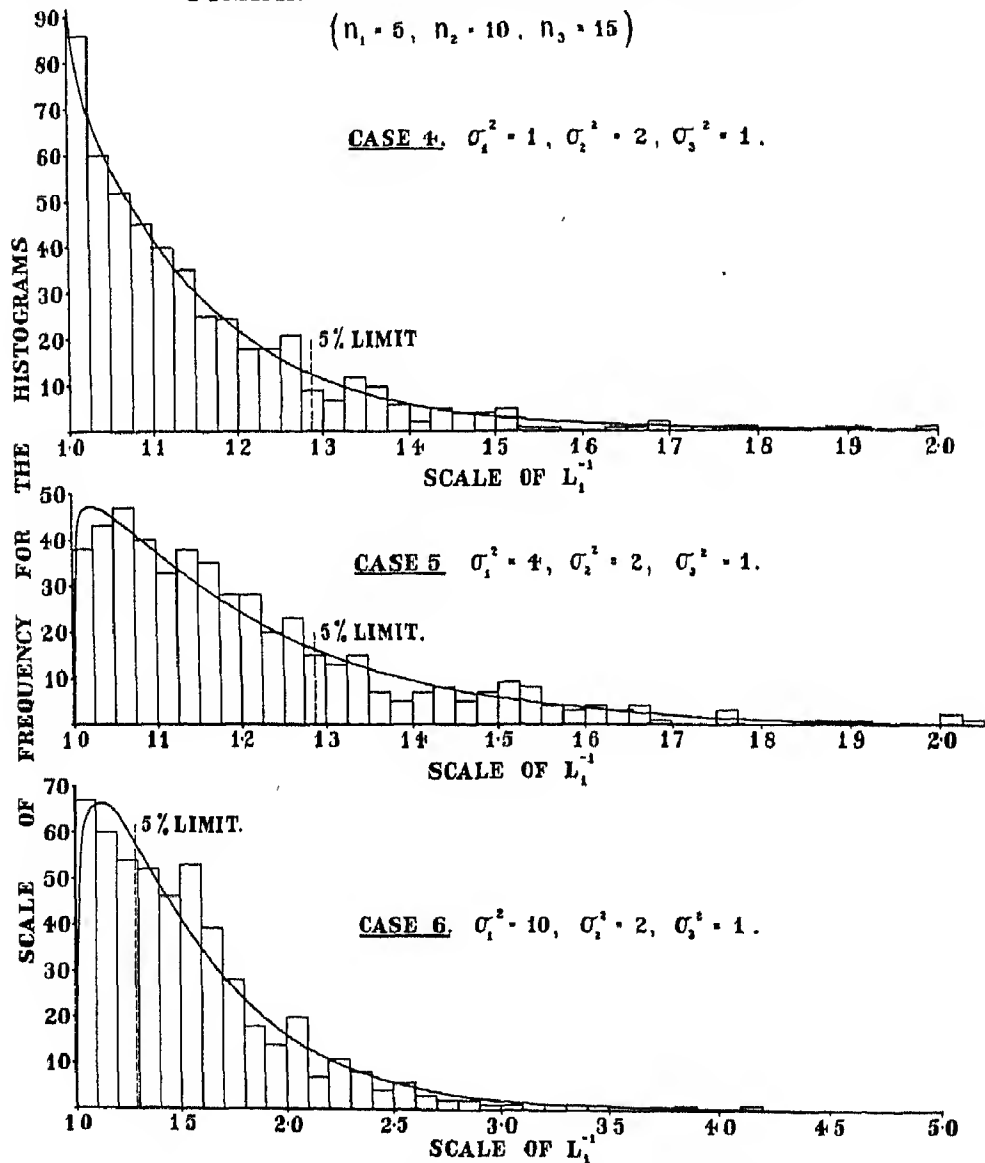 (n₁ = 5, n₂ = 10, n₃ = 15)
90
80
70
60
50
40
30
20
10
CASE 4. σ₁² = 1, σ₂² = 2, σ₃² = 1.
5% LIMIT
1·0 1·1 1·2 1·3 1·4 1·5 1·6 1·7 1·8 1·9 2·0
SCALE OF L₁⁻¹
SCALE OF FREQUENCY FOR THE HISTOGRAMS
50
40
30
20
10
CASE 5 σ₁² = 4, σ₂² = 2, σ₃² = 1.
5% LIMIT.
1·0 1·1 1·2 1·3 1·4 1·5 1·6 1·7 1·8 1·9 2·0
SCALE OF L₁⁻¹
70
60
50
40
30
20
10
5% LIMIT.
CASE 6. σ₁² = 10, σ₂² = 2, σ₃² = 1.
1·0 1·5 2·0 2·5 3·0 3·5 4·0 4·5 5·0
SCALE OF L₁⁻¹